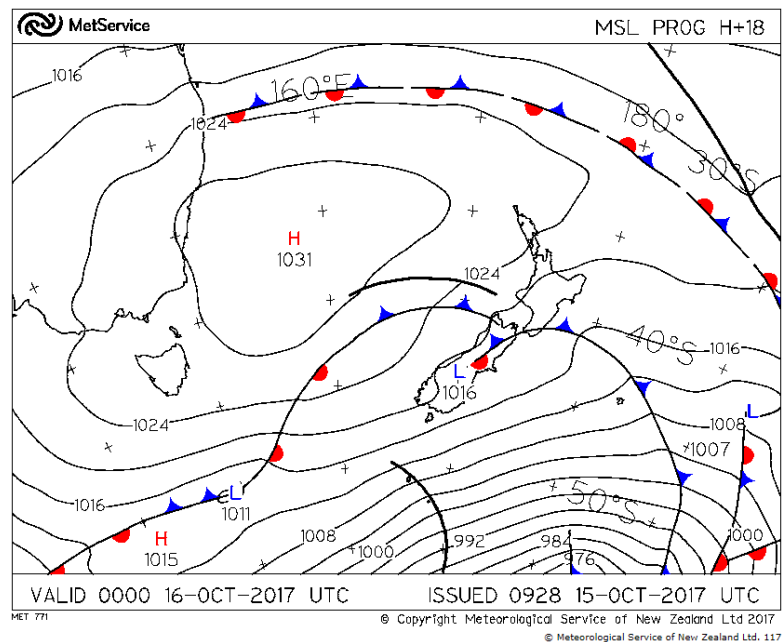 MetService
MSL PROG H+18
1016
160°E
1024
180°
30°S
H
1031
1024
40°S
1016
L
1016
1024
L
1008
1007
1016
L
1011
50°S
H
1015
1008
1000
992
984
976
1000
VALID 0000 16-OCT-2017 UTC
ISSUED 0928 15-OCT-2017 UTC
MET 771
© Copyright Meteorological Service of New Zealand Ltd 2017
© Meteorological Service of New Zealand Ltd. 117